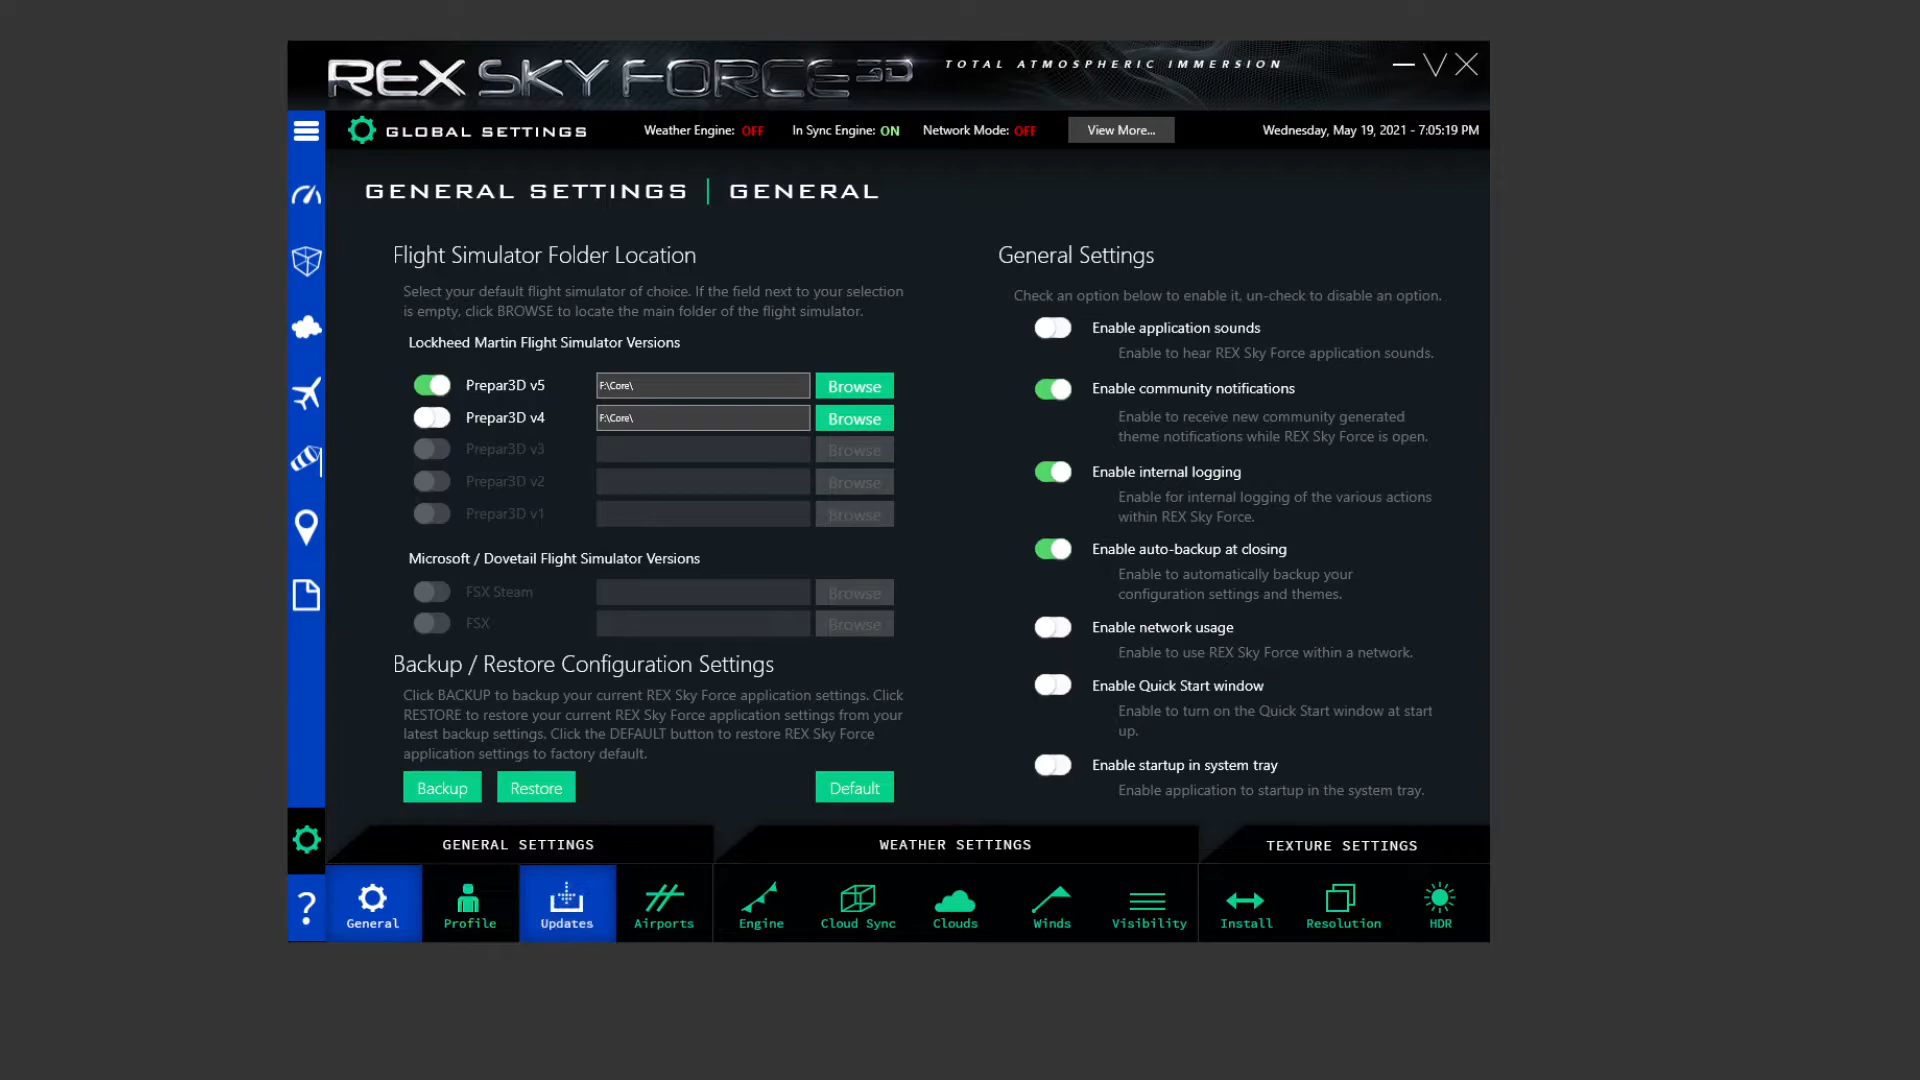 REX SKY FORCE 3D
TOTAL ATMOSPHERIC IMMERSION
GLOBAL SETTINGS
Weather Engine: OFF
In Sync Engine: ON
Network Mode: OFF
View More...
Wednesday, May 19, 2021 - 7:05:19 PM
GENERAL SETTINGS | GENERAL
Flight Simulator Folder Location
Select your default flight simulator of choice. If the field next to your selection
is empty, click BROWSE to locate the main folder of the flight simulator.
Lockheed Martin Flight Simulator Versions
Prepar3D v5 F:\Core\ Browse
Prepar3D v4 F:\Core\ Browse
Prepar3D v3 Browse
Prepar3D v2 Browse
Prepar3D v1 Browse
Microsoft / Dovetail Flight Simulator Versions
FSX Steam Browse
FSX Browse
Backup / Restore Configuration Settings
Click BACKUP to backup your current REX Sky Force application settings. Click
RESTORE to restore your current REX Sky Force application settings from your
latest backup settings. Click the DEFAULT button to restore REX Sky Force
application settings to factory default.
Backup Restore Default
General Settings
Check an option below to enable it, un-check to disable an option.
Enable application sounds
Enable to hear REX Sky Force application sounds.
Enable community notifications
Enable to receive new community generated
theme notifications while REX Sky Force is open.
Enable internal logging
Enable for internal logging of the various actions
within REX Sky Force.
Enable auto-backup at closing
Enable to automatically backup your
configuration settings and themes.
Enable network usage
Enable to use REX Sky Force within a network.
Enable Quick Start window
Enable to turn on the Quick Start window at start
up.
Enable startup in system tray
Enable application to startup in the system tray.
GENERAL SETTINGS
WEATHER SETTINGS
TEXTURE SETTINGS
?
General
Profile
Updates
Airports
Engine
Cloud Sync
Clouds
Winds
Visibility
Install
Resolution
HDR